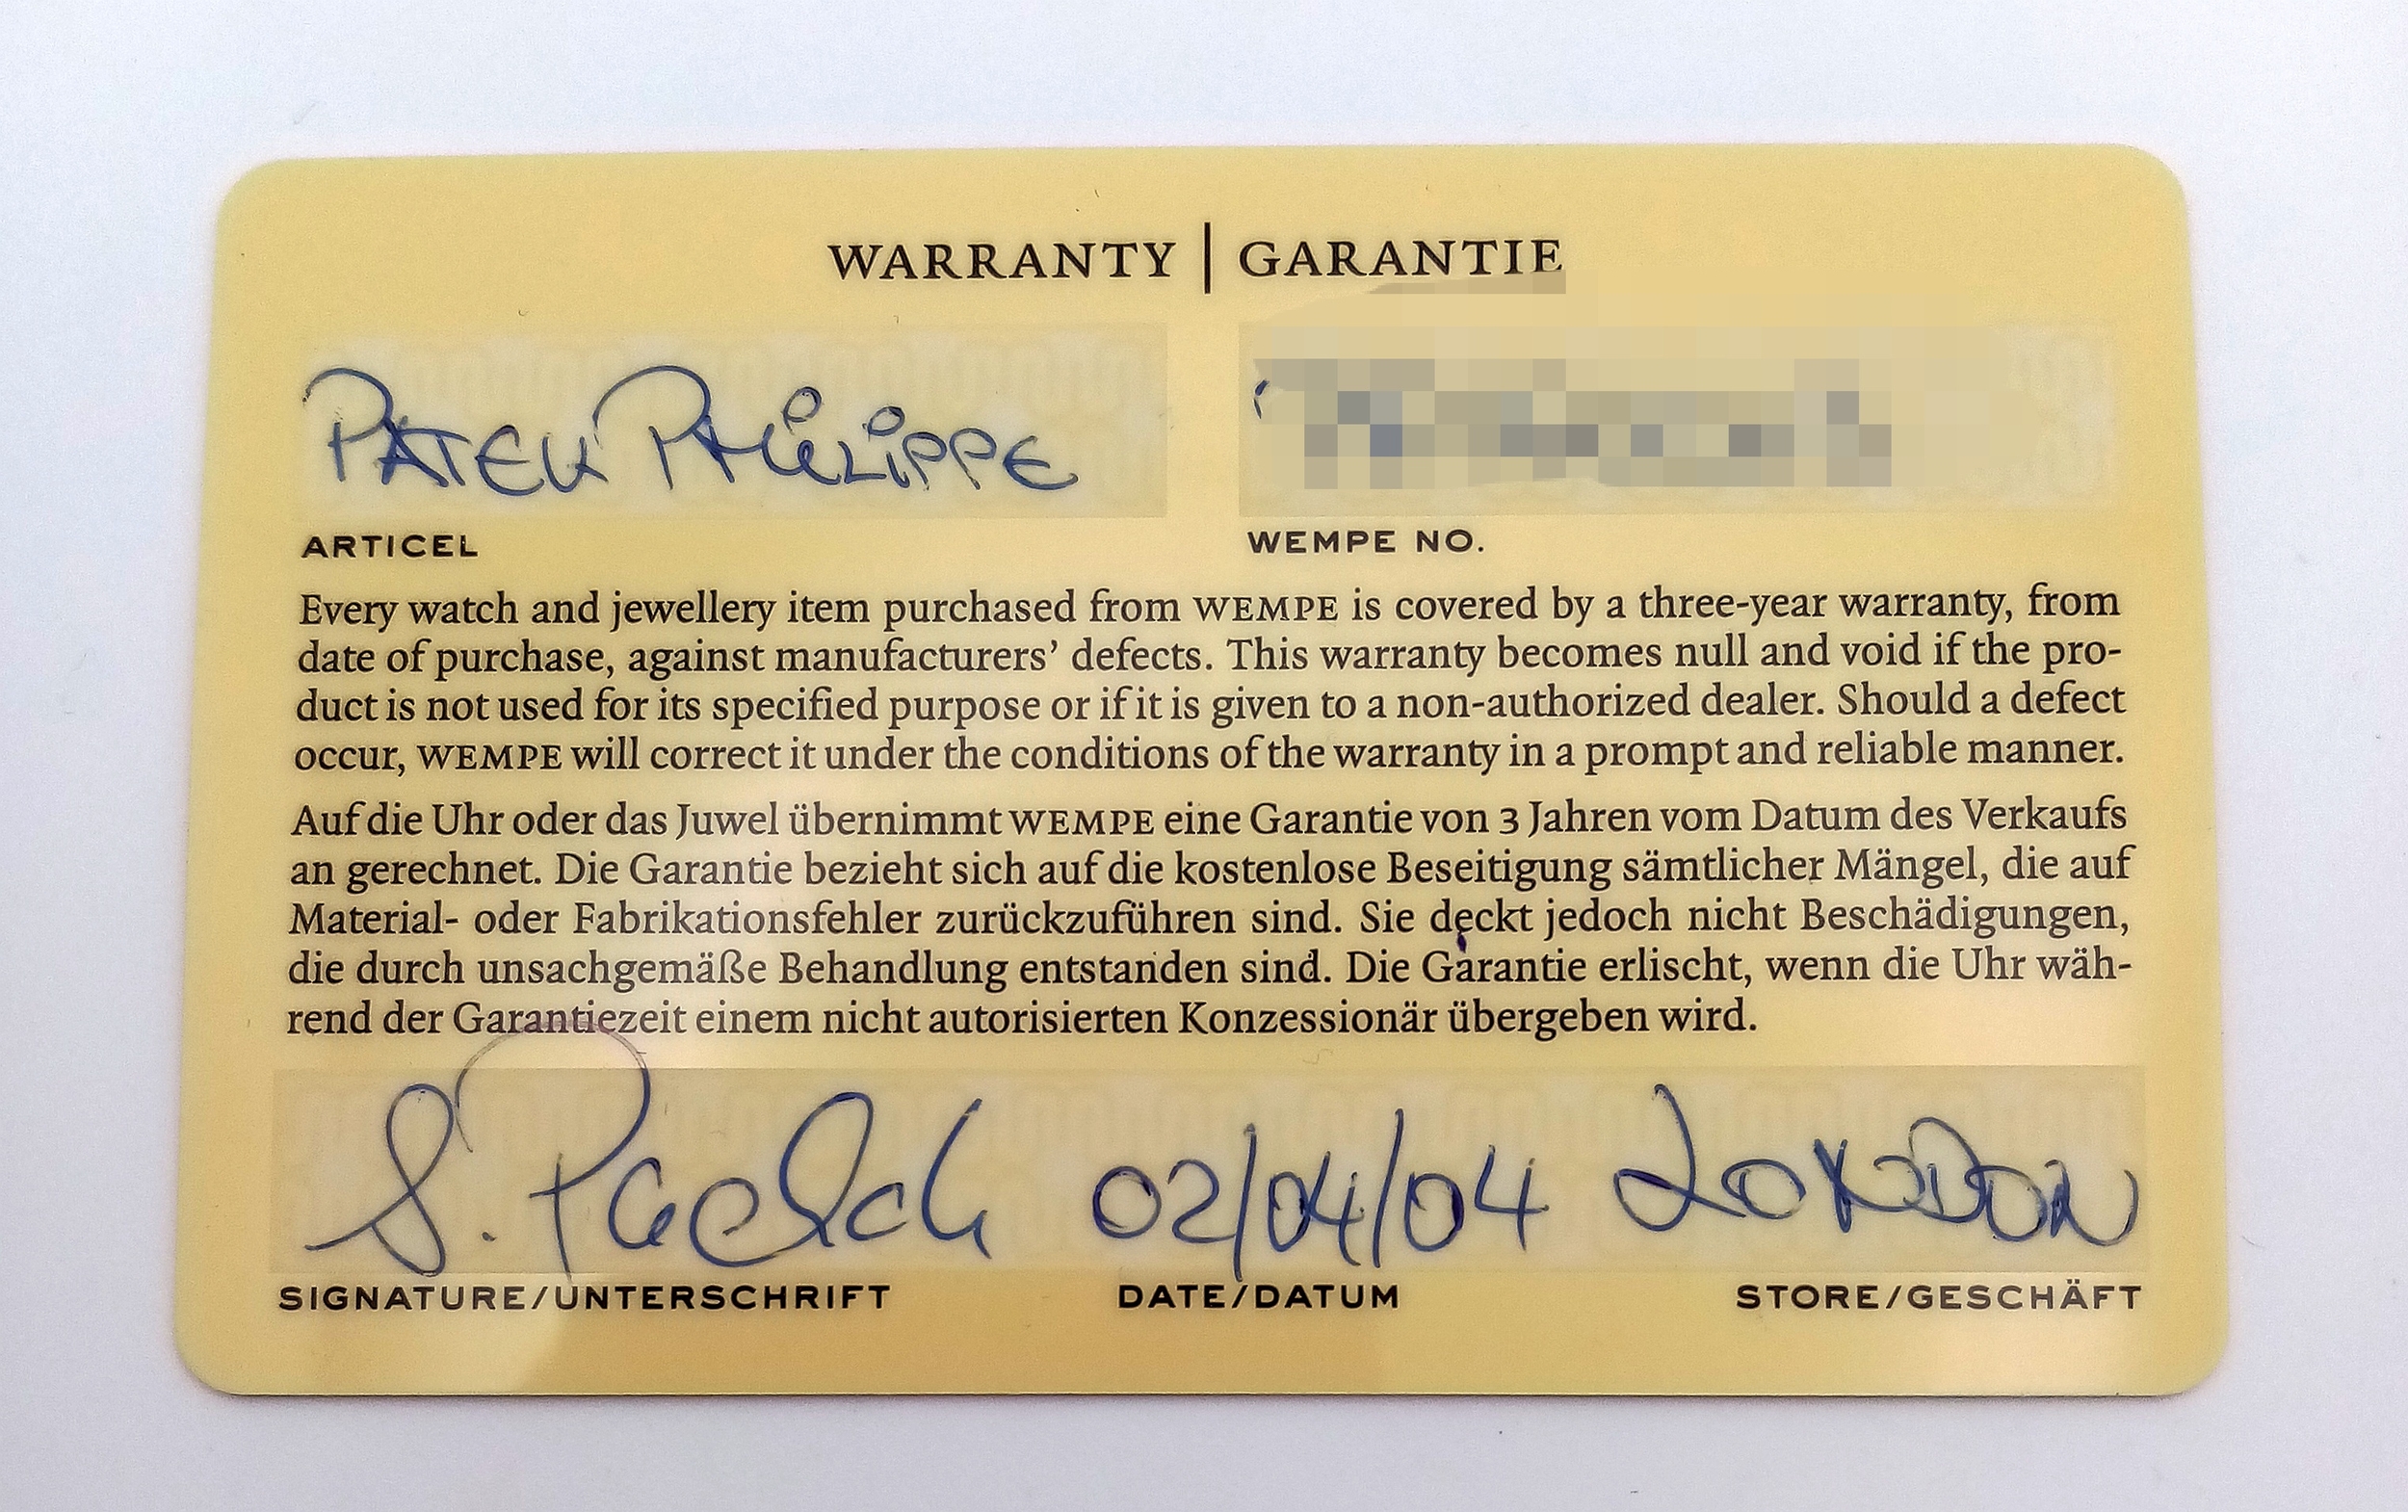 WARRANTY | GARANTIE
PATEK PHILIPPE
ARTICEL
WEMPE NO.
Every watch and jewellery item purchased from WEMPE is covered by a three-year warranty, from
date of purchase, against manufacturers’ defects. This warranty becomes null and void if the pro-
duct is not used for its specified purpose or if it is given to a non-authorized dealer. Should a defect
occur, WEMPE will correct it under the conditions of the warranty in a prompt and reliable manner.
Auf die Uhr oder das Juwel übernimmt WEMPE eine Garantie von 3 Jahren vom Datum des Verkaufs
an gerechnet. Die Garantie bezieht sich auf die kostenlose Beseitigung sämtlicher Mängel, die auf
Material- oder Fabrikationsfehler zurückzuführen sind. Sie deckt jedoch nicht Beschädigungen,
die durch unsachgemäße Behandlung entstanden sind. Die Garantie erlischt, wenn die Uhr wäh-
rend der Garantiezeit einem nicht autorisierten Konzessionär übergeben wird.
S. 02/04/04 LONDON
SIGNATURE/UNTERSCHRIFT DATE/DATUM STORE/GESCHÄFT